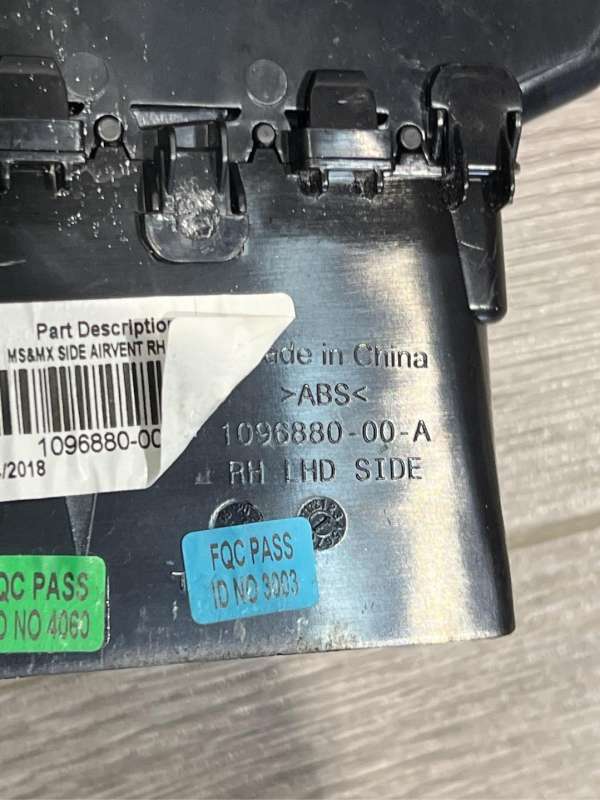 Part Description
MS&MX SIDE AIRVENT RH
1096880-00
/2018
ade in China
>ABS<
1096880-00-A
RH LHD SIDE
FQC PASS
ID NO 3003
QC PASS
D NO 4060